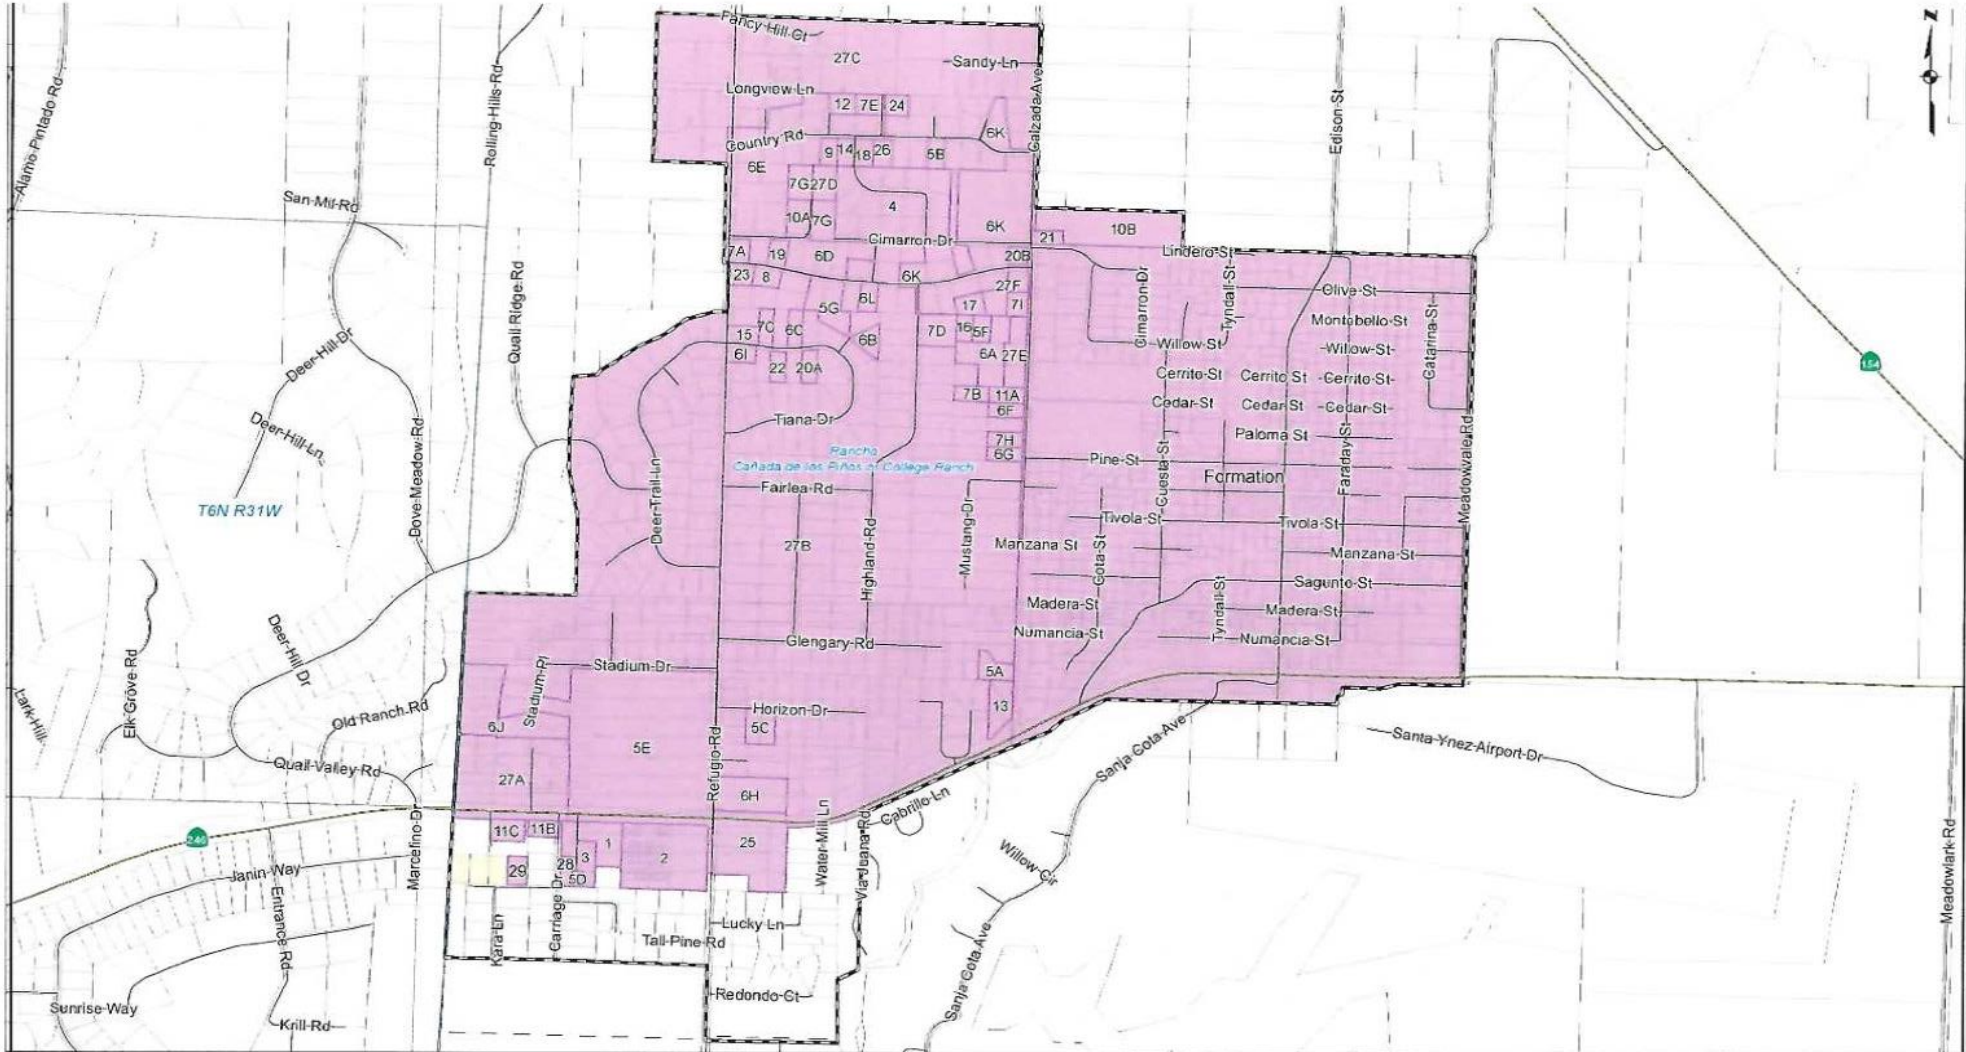 Fancy Hill Ct
27C
Sandy Ln
Calzada Ave
Alamo Pintado Rd
Rolling Hills Rd
Edison St
N
Longview Ln
12
7E
24
6K
Country Rd
6E
9
14
18
26
5B
7G
27D
4
10A
7G
6K
San Mil Rd
Cimarron Dr
21
10B
Lindero St
7A
19
6D
20B
23
8
6K
27F
Quail Ridge Rd
5G
6L
17
7I
Cimarron Dr
Tyndall St
Olive St
Montebello St
Catarina St
15
7C
6C
6B
7D
16
5F
Willow St
Willow St
6I
6A
27E
22
20A
Cerrito St
Cerrito St
Cerrito St
154
Deer Hill Dr
7B
11A
6F
Cedar St
Cedar St
Cedar St
Tiana Dr
Deer Hill Ln
Dove Meadow Rd
7H
6G
Paloma St
Meadowvale Rd
Rancho
Cañada de los Pinos or College Ranch
Pine St
Cuesta St
Formation
Faraday St
Fairlea Rd
Deer Trail Ln
T6N R31W
Highland Rd
Mustang Dr
Tivola St
Tivola St
27B
Manzana St
Cota St
Manzana St
Sagunto St
Madera St
Tyndall St
Madera St
Numancia St
Numancia St
Glengary Rd
Deer Hill Dr
Elk Grove Rd
Lark Hill
Stadium Dr
Stadium Pl
5A
Old Ranch Rd
6J
Horizon Dr
5C
13
Quail Valley Rd
27A
5E
Refugio Rd
6H
Sanja Cota Ave
Santa Ynez Airport Dr
246
Marcelino Dr
11C
11B
1
2
25
Water Mill Ln
Via Juana Rd
Cabrillo Ln
28
3
29
5D
Janin Way
Entrance Rd
Kara Ln
Carriage Dr
Willow Cir
Lucky Ln
Tall Pine Rd
Sanja Cota Ave
Meadowlark Rd
Redondo Ct
Sunrise Way
Krill Rd